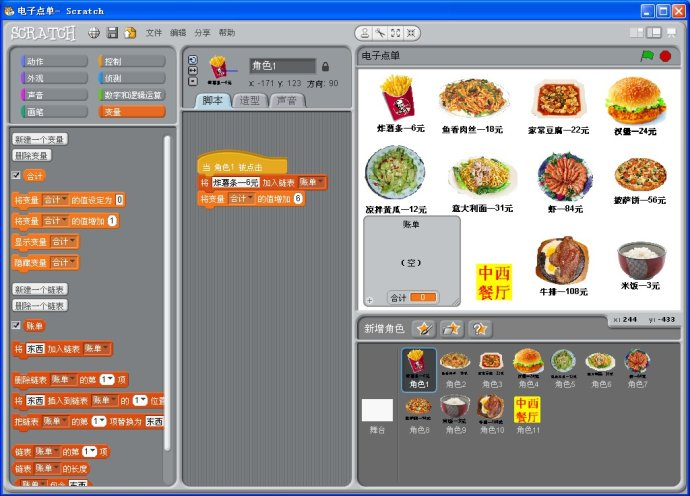 电子点单- Scratch
SCRATCH
文件 编辑 分享 帮助
动作 控制
外观 侦测
声音 数字和逻辑运算
画笔 变量
新建一个变量
删除变量
合计
将变量 合计 的值设定为 0
将变量 合计 的值增加 1
显示变量 合计
隐藏变量 合计
新建一个链表
删除一个链表
账单
将 东西 加入链表 账单
删除链表 账单 的第 1 项
将 东西 插入到链表 账单 的 1 位置
把链表 账单 的第 1 项替换为 东西
链表 账单 的第 1 项
链表 账单 的长度
账单 包含 东西
角色1
炸薯条—6元
x: -171 y: 123 方向: 90
脚本 造型 声音
当 角色1 被点击
将 炸薯条—6元 加入链表 账单
将变量 合计 的值增加 6
电子点单
炸薯条—6元 鱼香肉丝—18元 家常豆腐—22元 汉堡—24元
凉拌黄瓜—12元 意大利面—31元 虾—84元 披萨饼—56元
账单
(空)
合计 0
中西
餐厅
牛排—108元
米饭—3元
x: 244 y: -433
新增角色
角色1 角色2 角色3 角色4 角色5 角色6 角色7
舞台
中西
餐厅
角色8 角色9 角色10 角色11